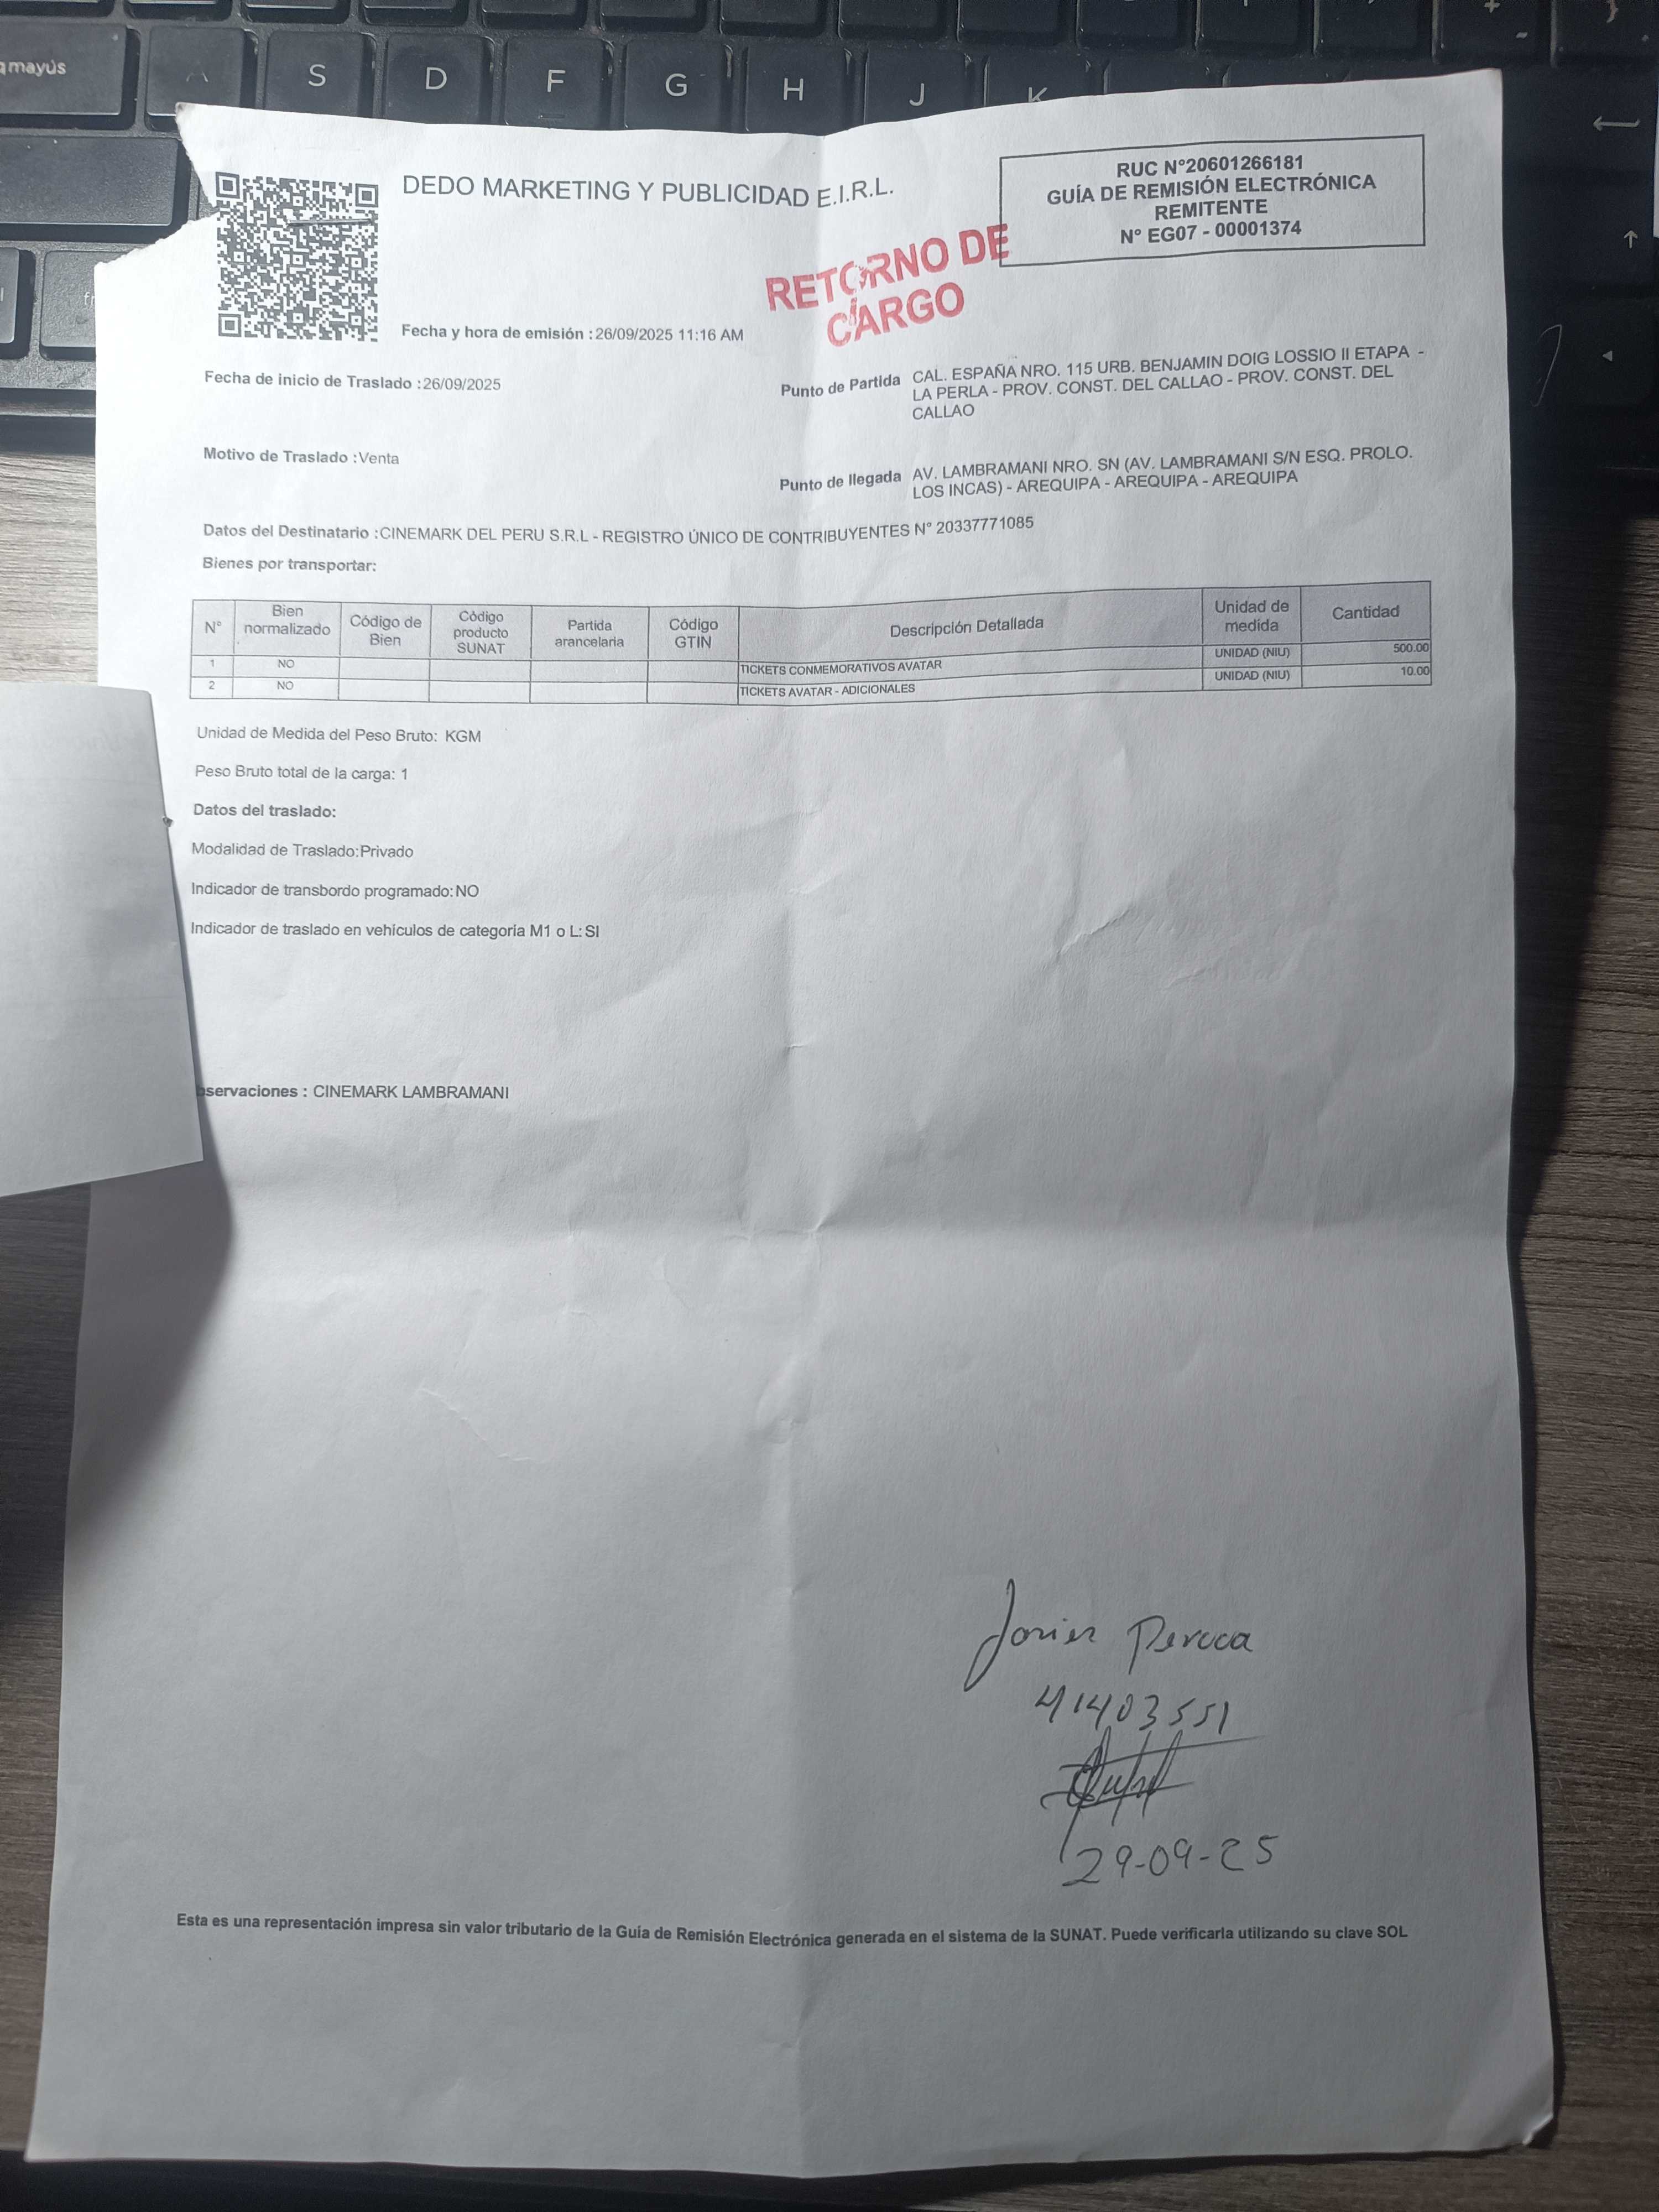 mayús
S D F G H J K
DEDO MARKETING Y PUBLICIDAD E.I.R.L.
RUC N°20601266181
GUÍA DE REMISIÓN ELECTRÓNICA
REMITENTE
N° EG07 - 00001374
RETORNO DE
CARGO
Fecha y hora de emisión :26/09/2025 11:16 AM
Fecha de inicio de Traslado :26/09/2025
Punto de Partida CAL. ESPAÑA NRO. 115 URB. BENJAMIN DOIG LOSSIO II ETAPA -
LA PERLA - PROV. CONST. DEL CALLAO - PROV. CONST. DEL
CALLAO
Motivo de Traslado :Venta
Punto de llegada AV. LAMBRAMANI NRO. SN (AV. LAMBRAMANI S/N ESQ. PROLO.
LOS INCAS) - AREQUIPA - AREQUIPA - AREQUIPA
Datos del Destinatario :CINEMARK DEL PERU S.R.L - REGISTRO ÚNICO DE CONTRIBUYENTES N° 20337771085
Bienes por transportar:
N° Bien normalizado Código de Bien Código producto SUNAT Partida arancelaria Código GTIN Descripción Detallada Unidad de medida Cantidad
1 NO TICKETS CONMEMORATIVOS AVATAR UNIDAD (NIU) 500.00
2 NO TICKETS AVATAR - ADICIONALES UNIDAD (NIU) 10.00
Unidad de Medida del Peso Bruto: KGM
Peso Bruto total de la carga: 1
Datos del traslado:
Modalidad de Traslado:Privado
Indicador de transbordo programado:NO
Indicador de traslado en vehículos de categoría M1 o L:SI
bservaciones : CINEMARK LAMBRAMANI
41403551
29-09-25
Esta es una representación impresa sin valor tributario de la Guía de Remisión Electrónica generada en el sistema de la SUNAT. Puede verificarla utilizando su clave SOL